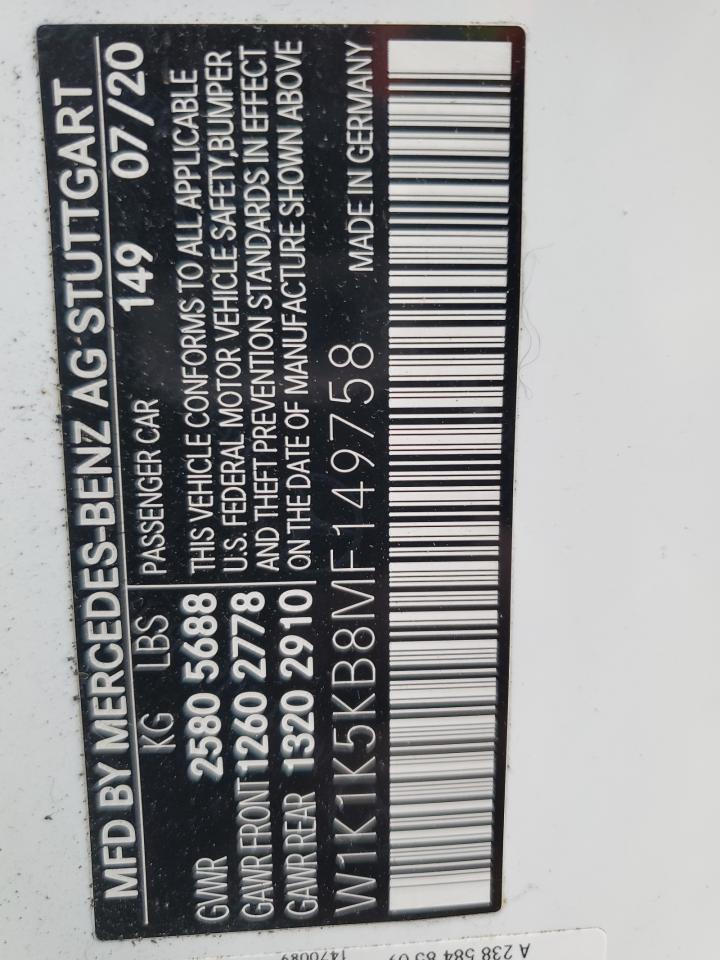 MFD BY MERCEDES-BENZ AG STUTTGART
KG LBS PASSENGER CAR 149 07/20
GVWR 2580 5688 THIS VEHICLE CONFORMS TO ALL APPLICABLE
U.S. FEDERAL MOTOR VEHICLE SAFETY,BUMPER
GAWR FRONT 1260 2778 AND THEFT PREVENTION STANDARDS IN EFFECT
GAWR REAR 1320 2910 ON THE DATE OF MANUFACTURE SHOWN ABOVE
W1K1K5KB8MF149758 MADE IN GERMANY
A 238 584